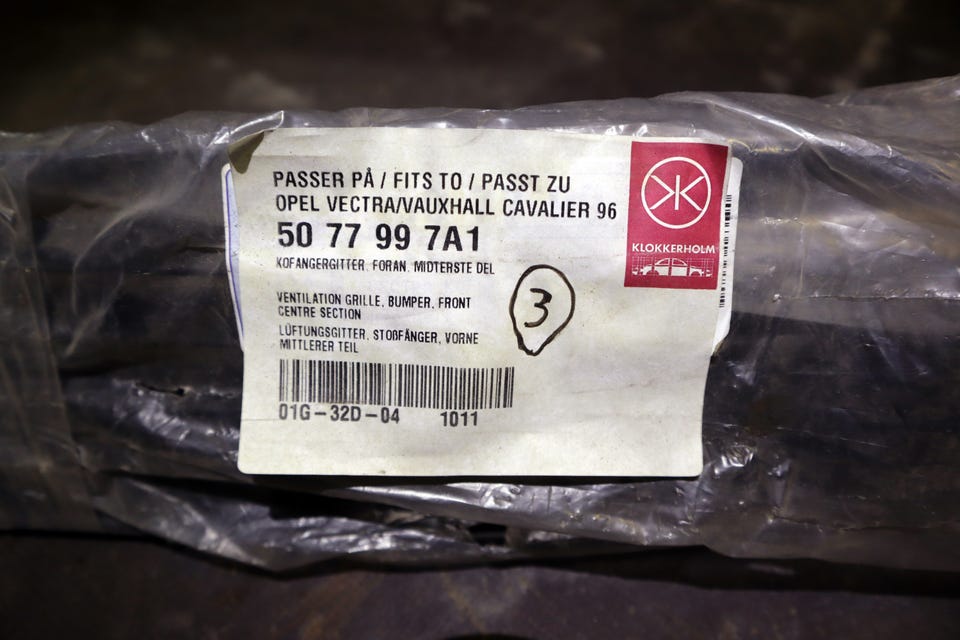 PASSER PÅ / FITS TO / PASST ZU
OPEL VECTRA/VAUXHALL CAVALIER 96
50 77 99 7A1
KOFANGERGITTER, FORAN, MIDTERSTE DEL
VENTILATION GRILLE, BUMPER, FRONT
CENTRE SECTION
LÜFTUNGSGITTER, STOßFÄNGER, VORNE
MITTLERER TEIL
01G-32D-04 1011
3
KLOKKERHOLM